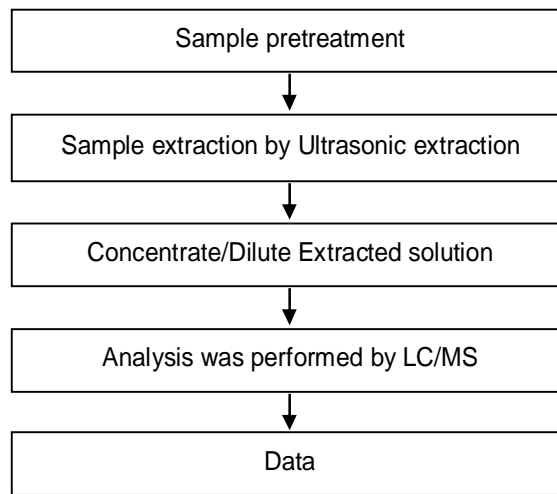 Sample pretreatment
Sample extraction by Ultrasonic extraction
Concentrate/Dilute Extracted solution
Analysis was performed by LC/MS
Data